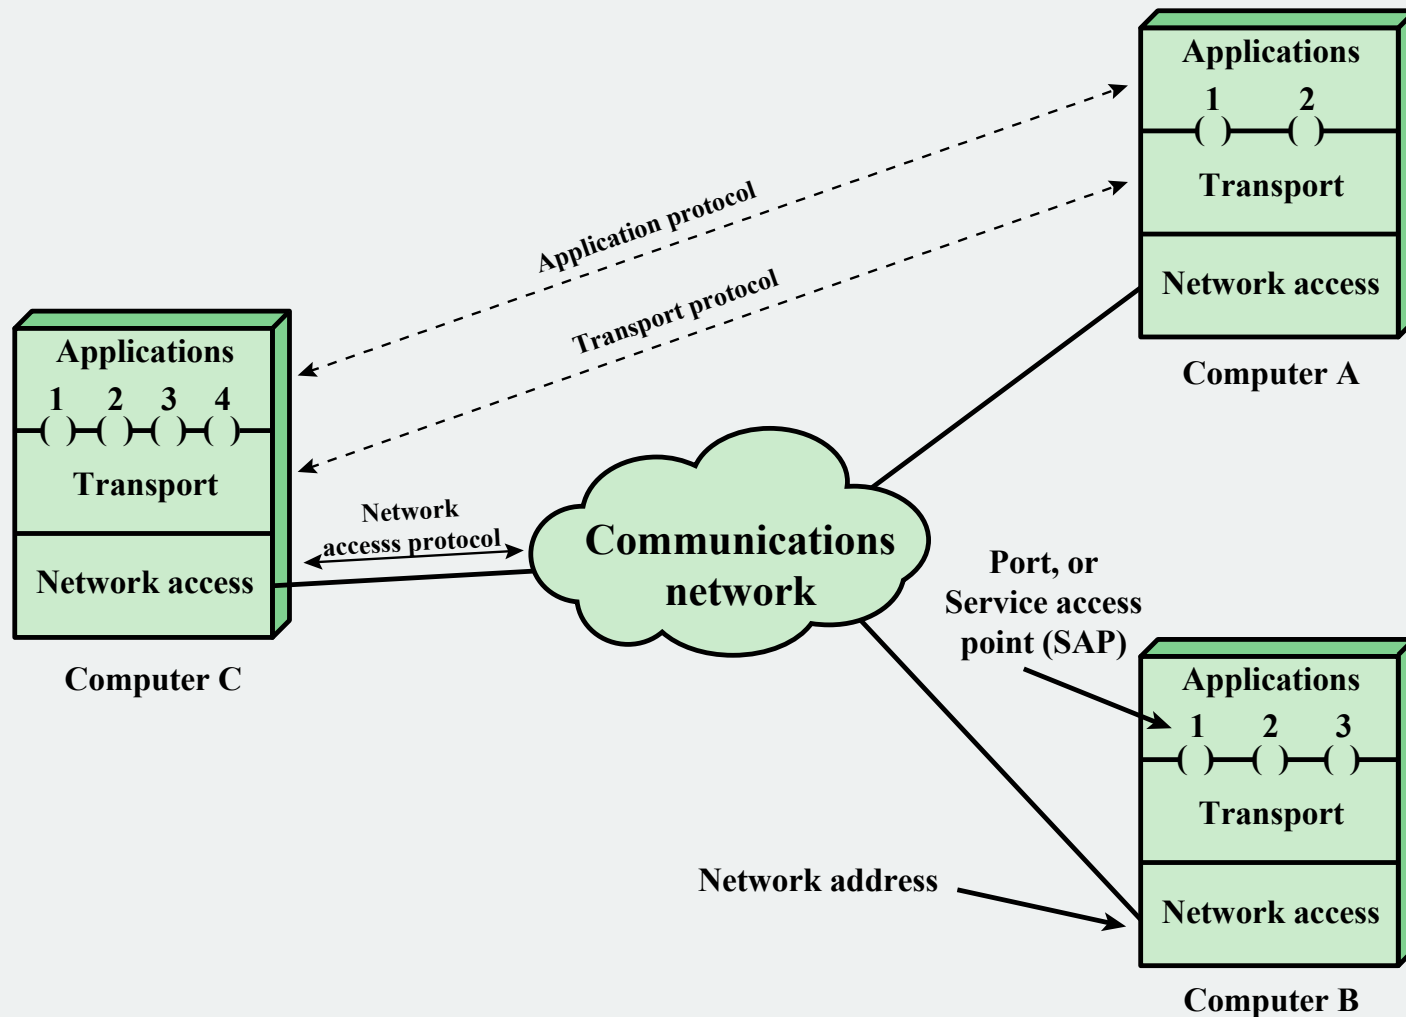 Applications
1 2
Transport
Network access
Computer A
Application protocol
Transport protocol
Applications
1 2 3 4
Transport
Network access
Computer C
Network
accesss protocol
Communications
network
Port, or
Service access
point (SAP)
Applications
1 2 3
Transport
Network access
Computer B
Network address